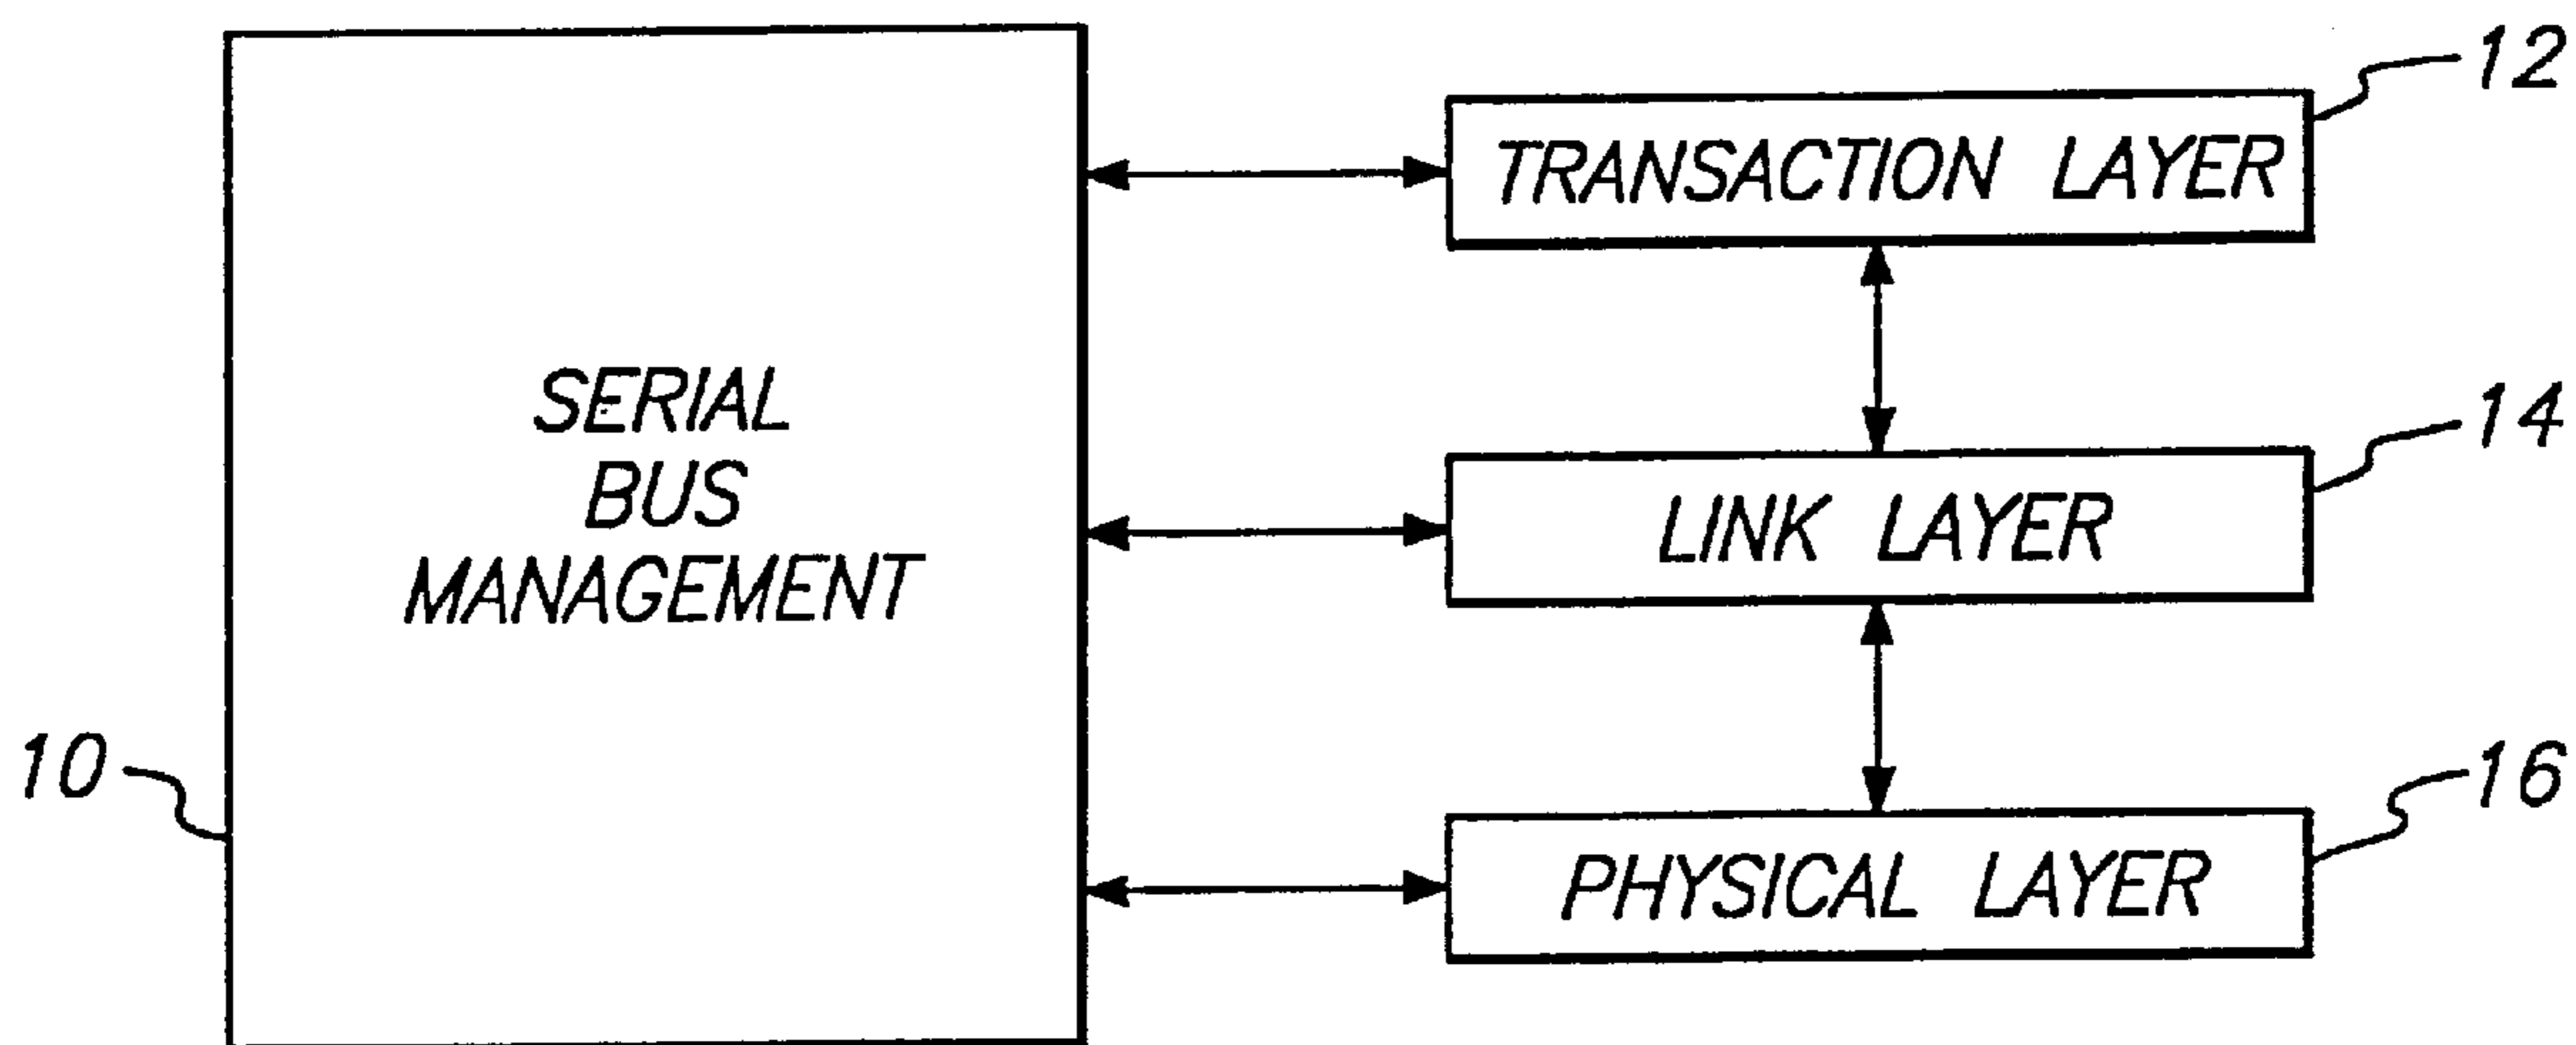 12
TRANSACTION LAYER
SERIAL
BUS
MANAGEMENT
14
LINK LAYER
10
16
PHYSICAL LAYER